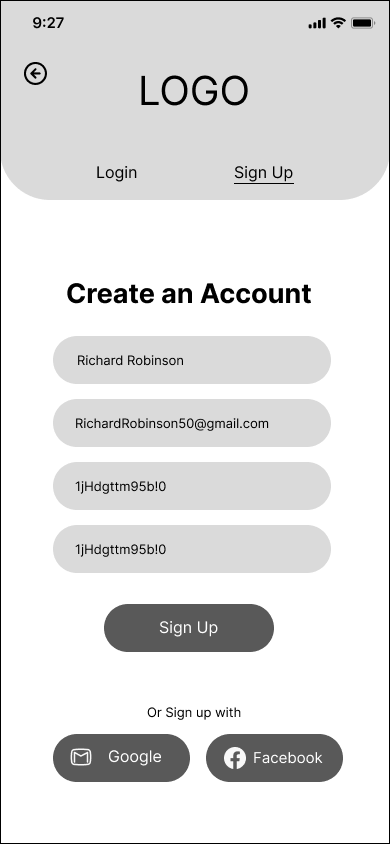 9:27
LOGO
Login Sign Up
Create an Account
Richard Robinson
RichardRobinson50@gmail.com
1jHdgttm95b!0
1jHdgttm95b!0
Sign Up
Or Sign up with
Google Facebook